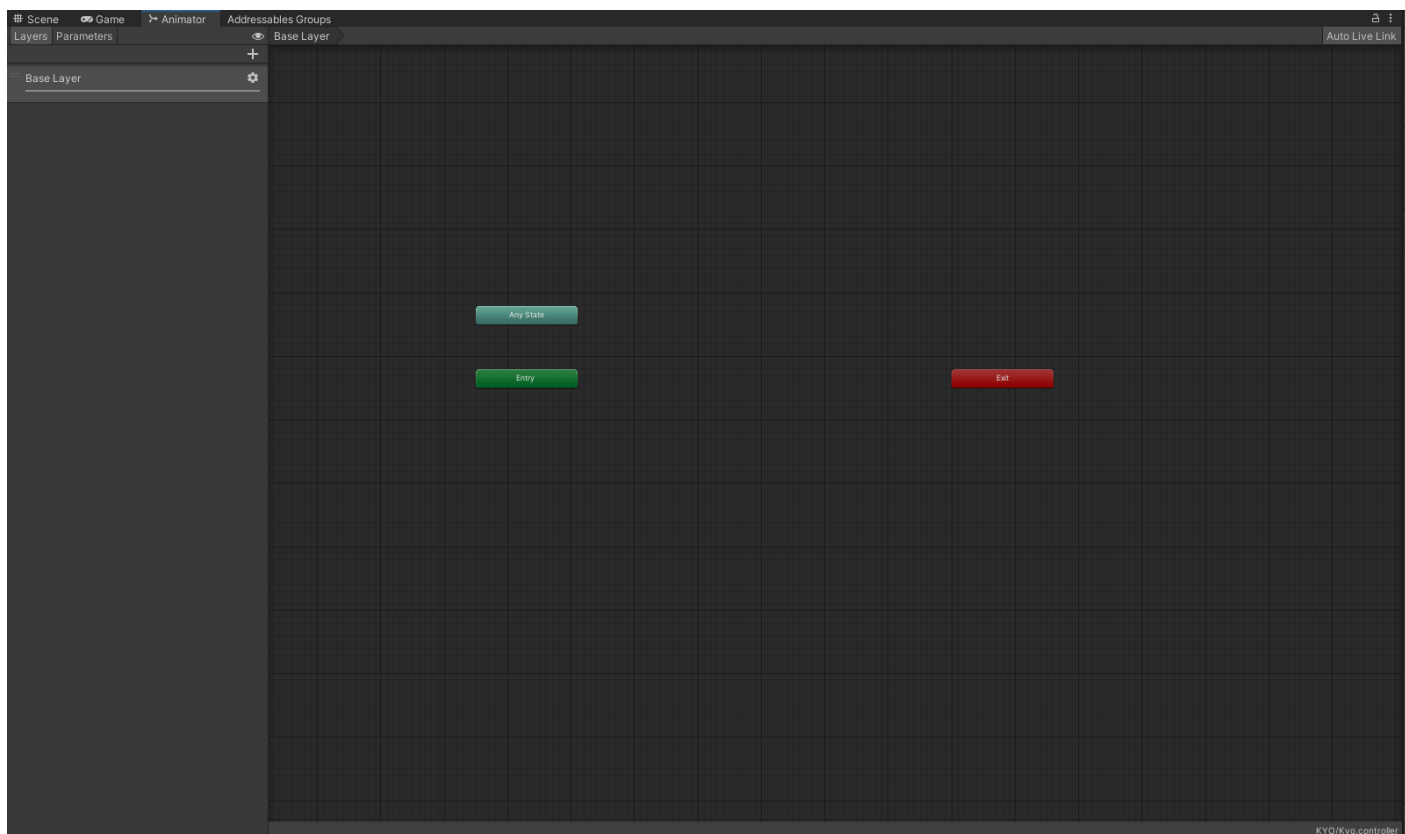 Scene Game Animator Addressables Groups
Layers Parameters Base Layer Auto Live Link
Base Layer
Any State
Entry Exit
KYO/Kyo.controller